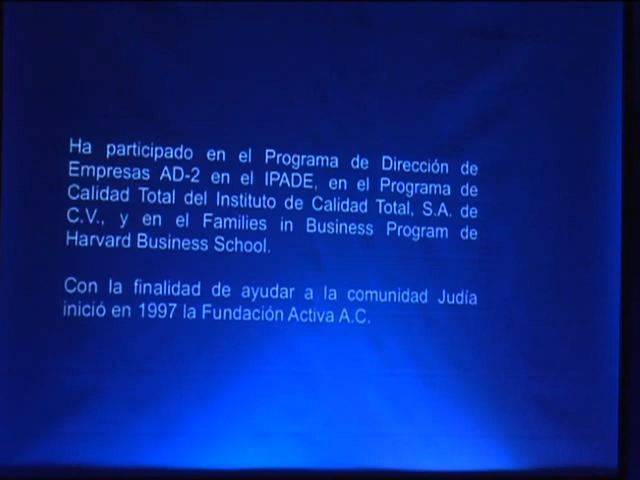 Ha participado en el Programa de Dirección de
Empresas AD-2 en el IPADE, en el Programa de
Calidad Total del Instituto de Calidad Total, S.A. de
C.V., y en el Families in Business Program de
Harvard Business School.
Con la finalidad de ayudar a la comunidad Judía
inició en 1997 la Fundación Activa A.C.